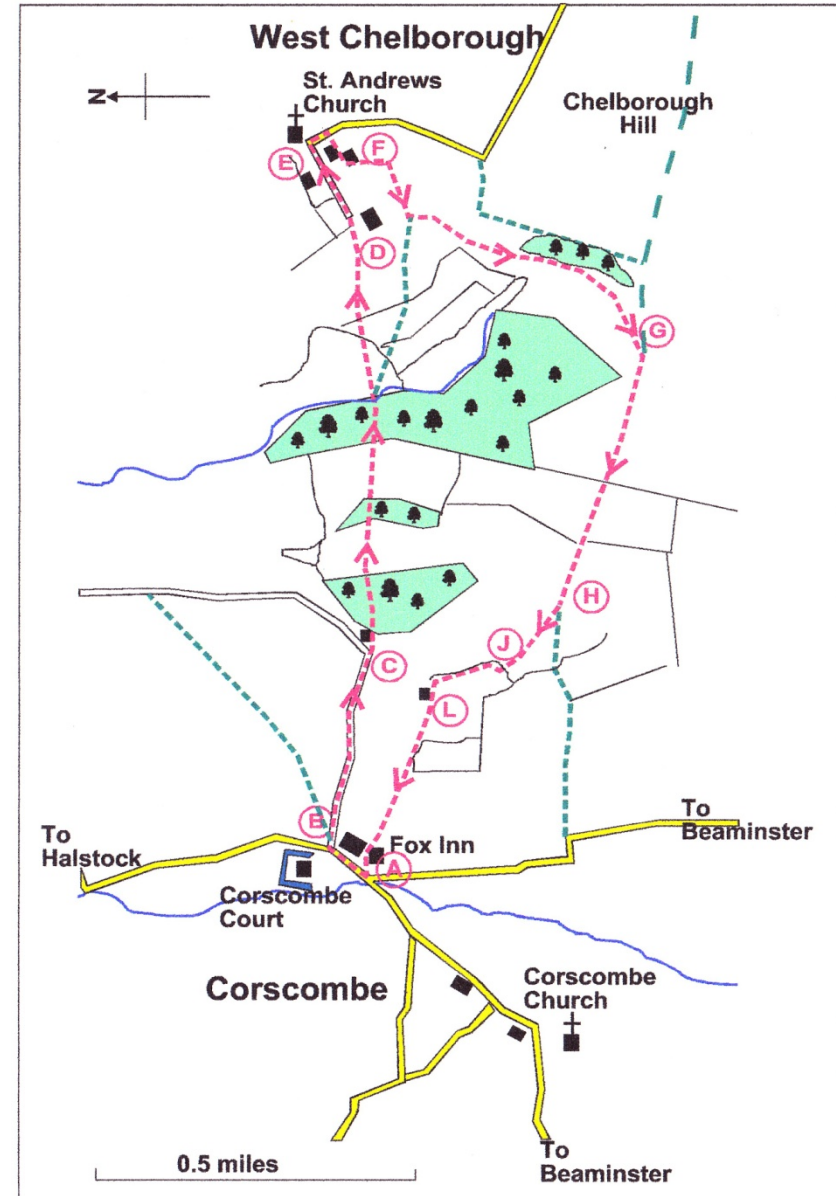 West Chelborough
St. Andrews
Church
N
Chelborough
Hill
E
F
D
G
H
J
C
L
B
To
Halstock
Fox Inn
To
Beaminster
A
Corscombe
Court
Corscombe
Corscombe
Church
0.5 miles
To
Beaminster